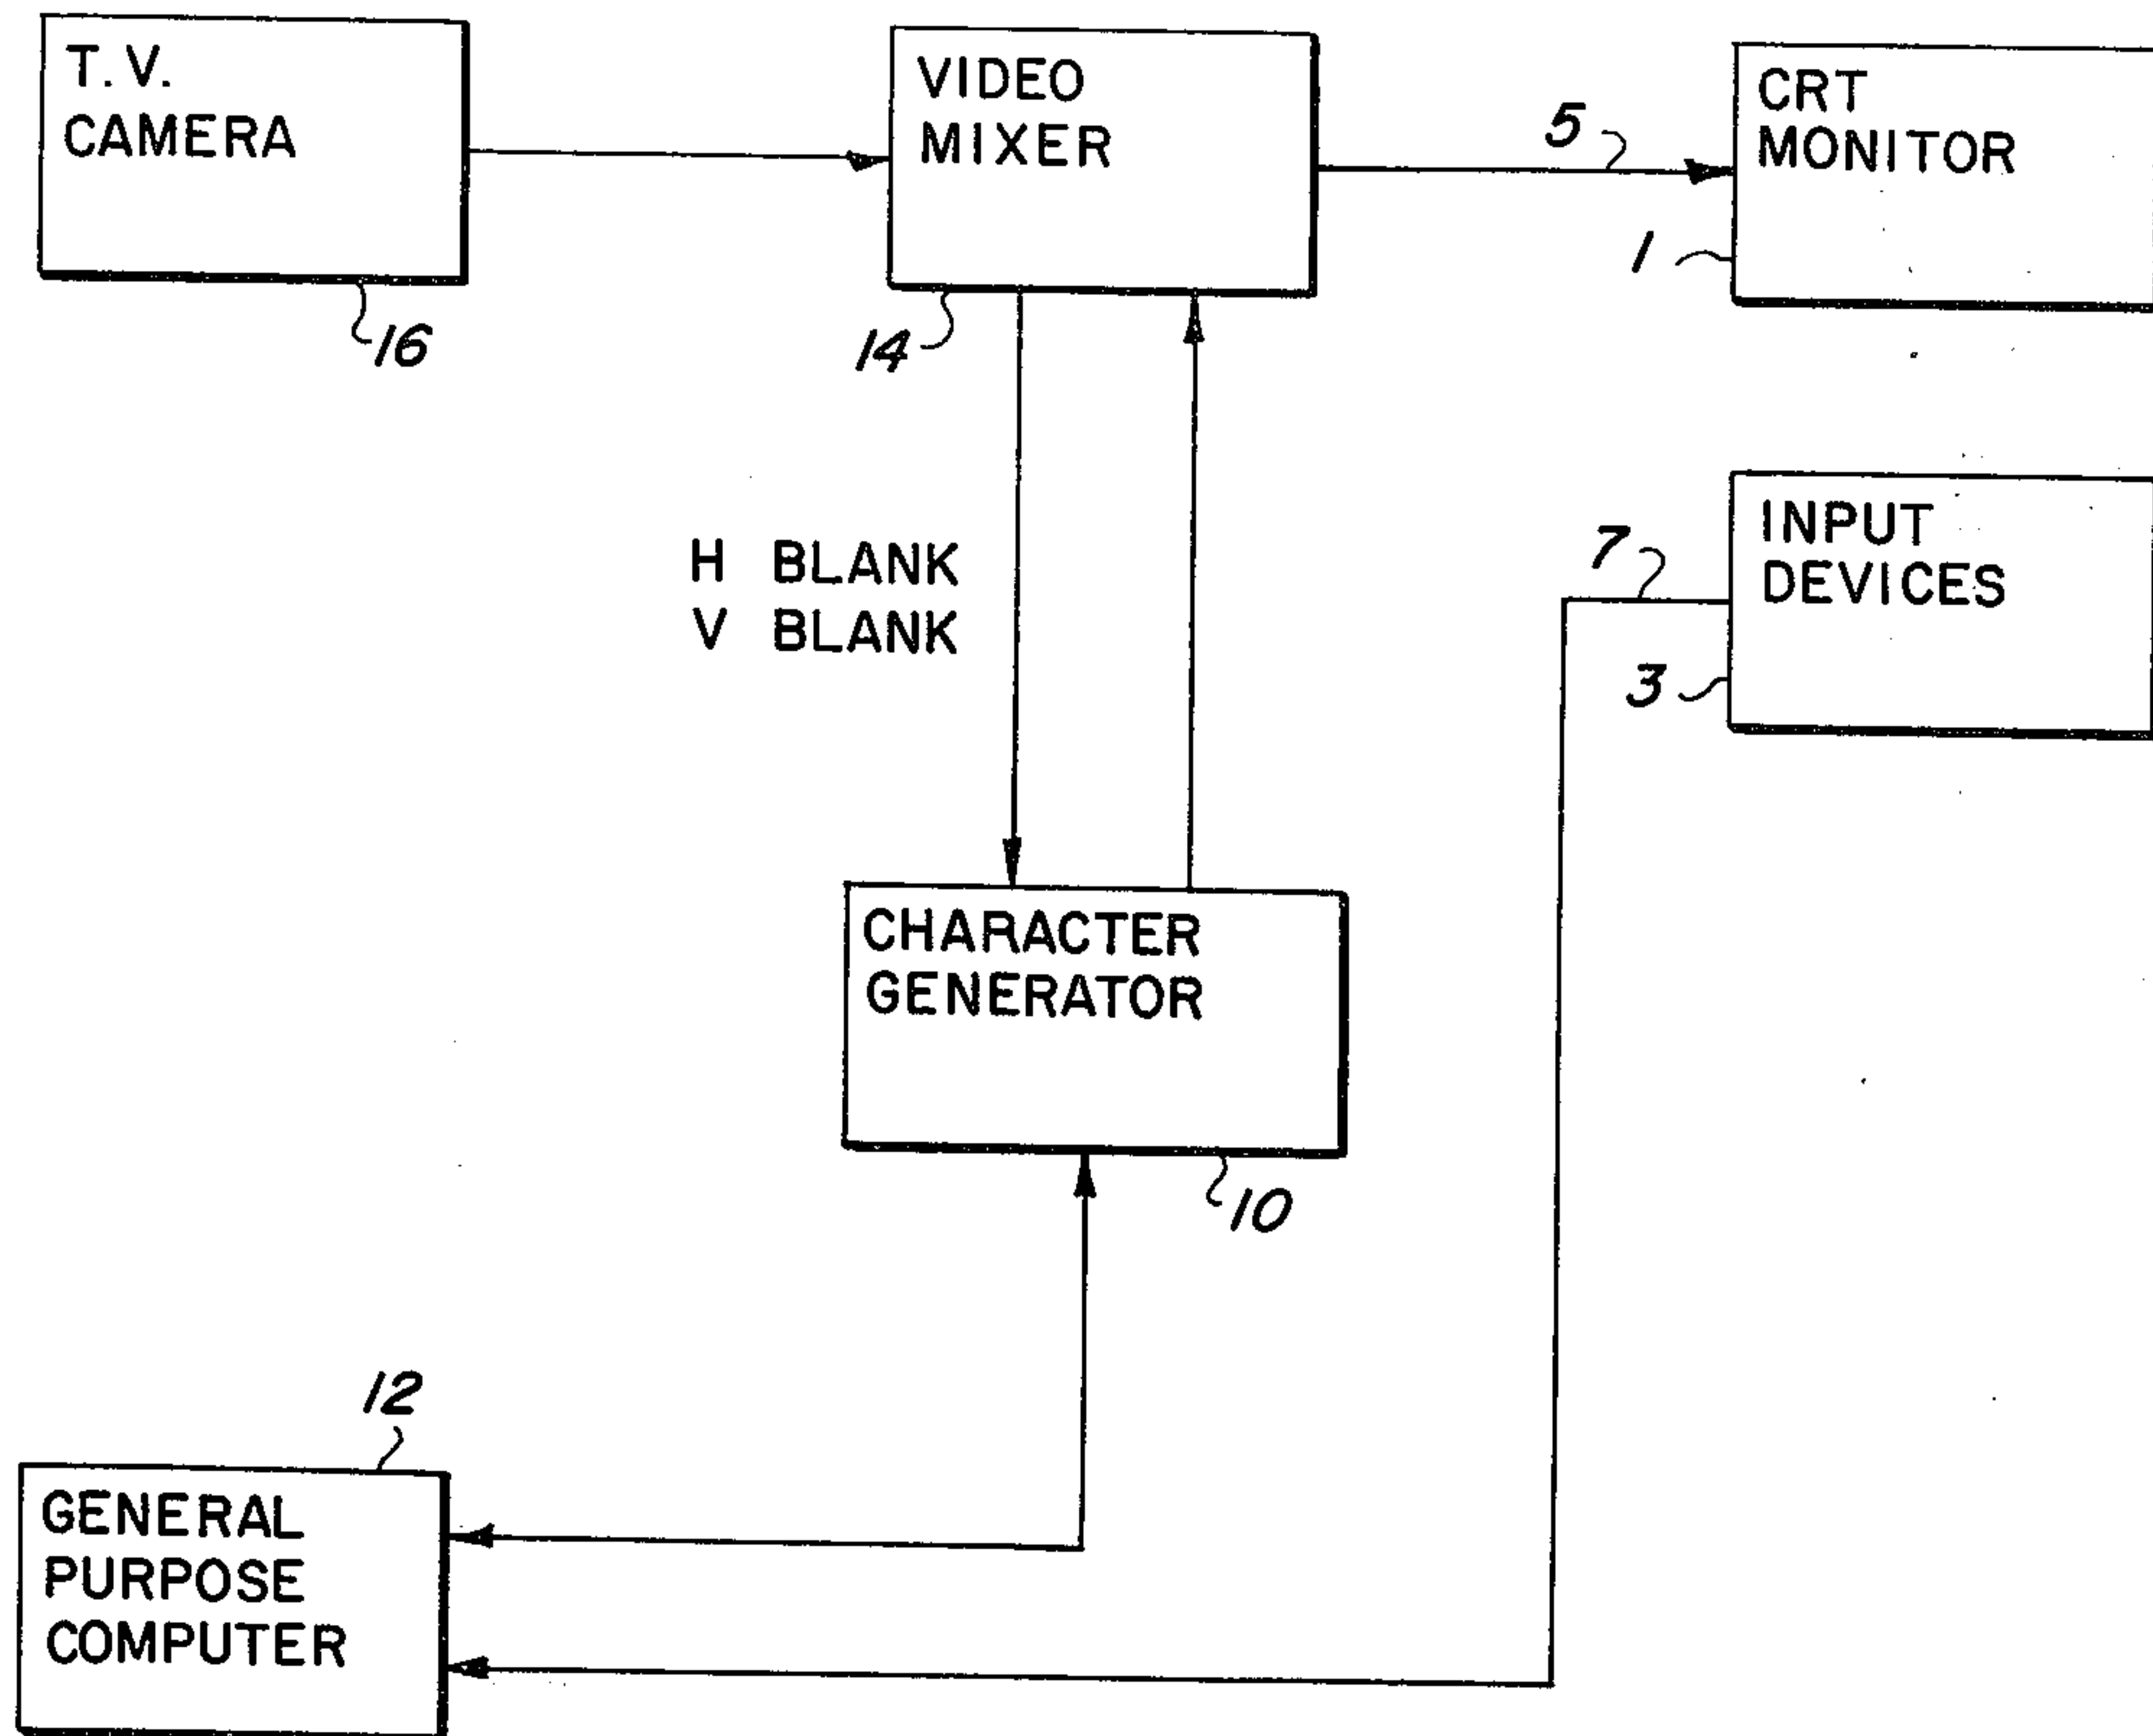 T. V.
CAMERA
16
VIDEO
MIXER
14
5
CRT
MONITOR
1
H BLANK
V BLANK
7
INPUT
DEVICES
3
CHARACTER
GENERATOR
10
12
GENERAL
PURPOSE
COMPUTER